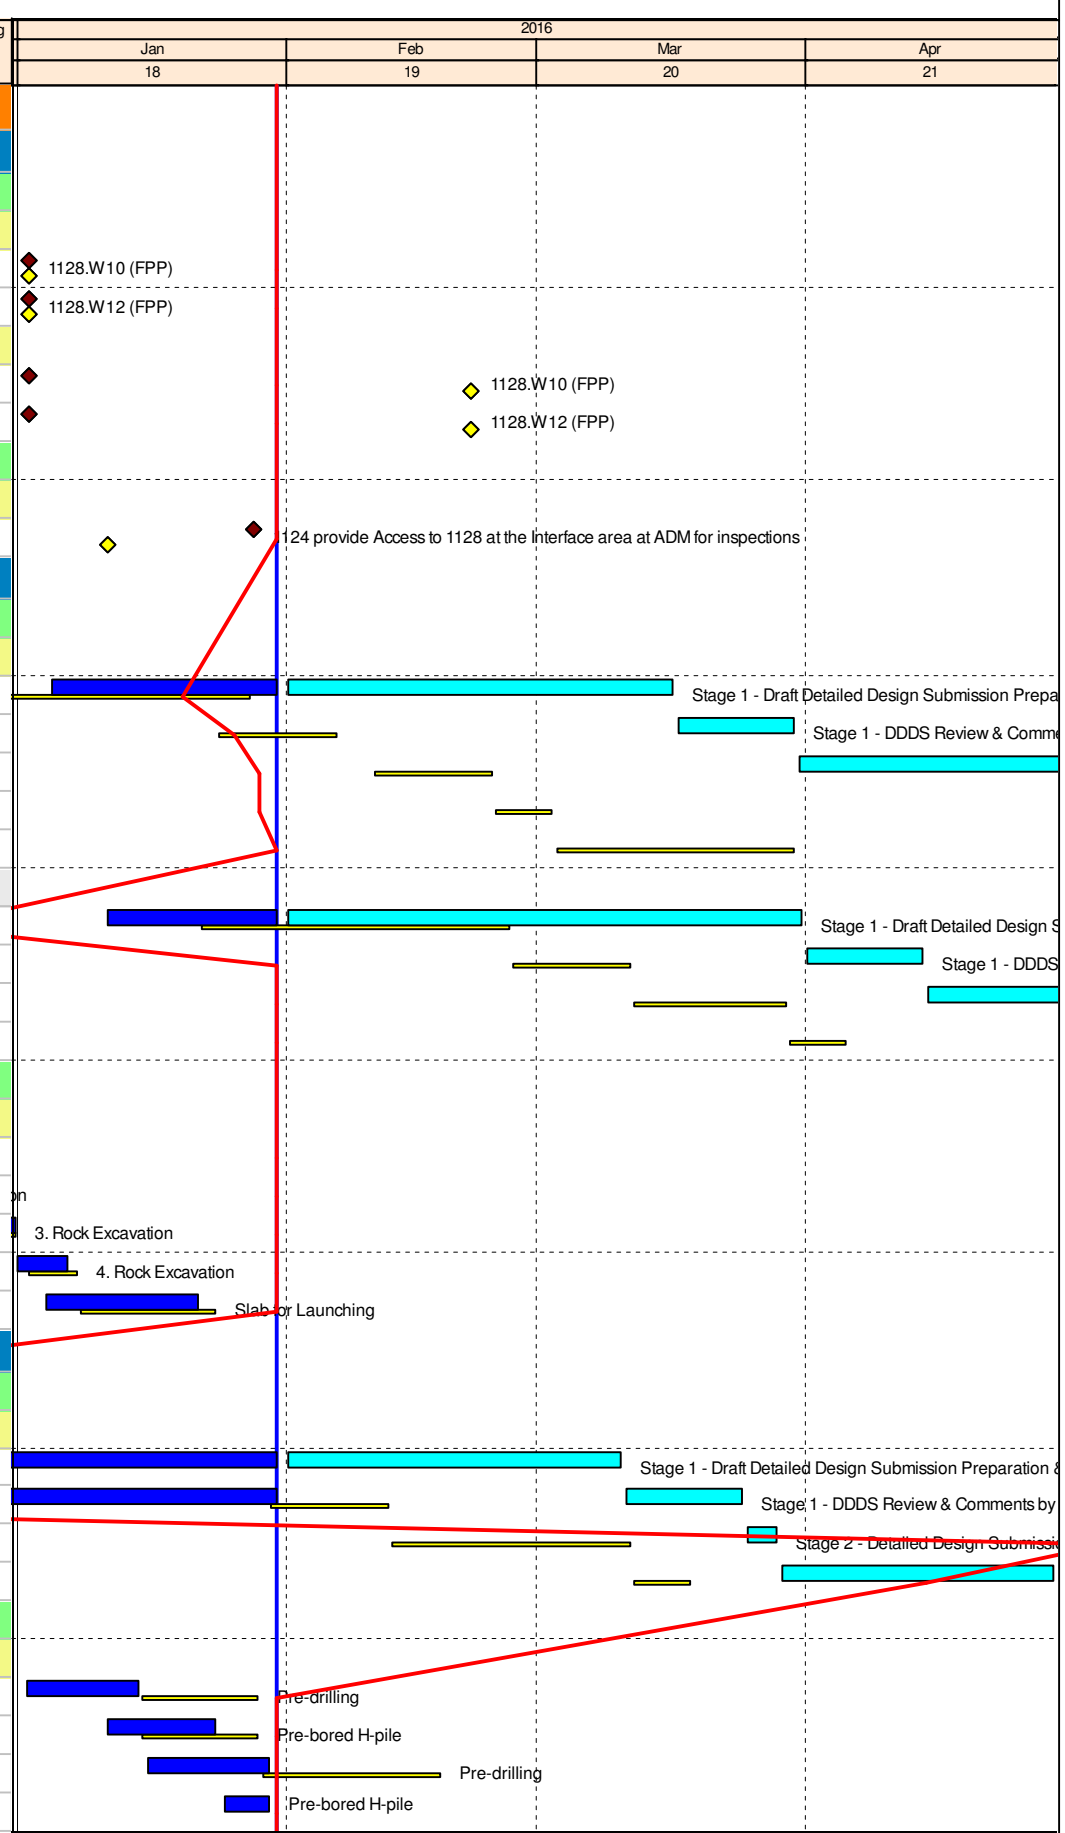 g
2016
Jan Feb Mar Apr
18 19 20 21
1128.W10 (FPP)
1128.W12 (FPP)
1128.W10 (FPP)
1128.W12 (FPP)
124 provide Access to 1128 at the Interface area at ADM for inspections
Stage 1 - Draft Detailed Design Submission Prepa
Stage 1 - DDDS Review & Comme
Stage 1 - Draft Detailed Design S
Stage 1 - DDDS
on
3. Rock Excavation
4. Rock Excavation
Slab for Launching
Stage 1 - Draft Detailed Design Submission Preparation &
Stage 1 - DDDS Review & Comments by
Stage 2 - Detailed Design Submissio
Pre-drilling
Pre-bored H-pile
Pre-drilling
Pre-bored H-pile